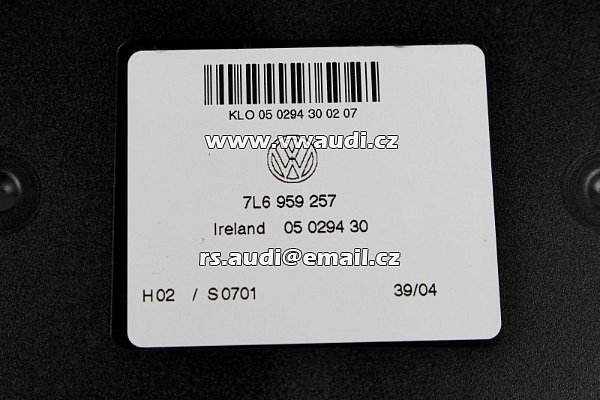 KLO 05 0294 30 02 07
www.vwaudi.cz
7L6 959 257
Ireland 05 0294 30
rs.audi@email.cz
H02 / S0701 39/04